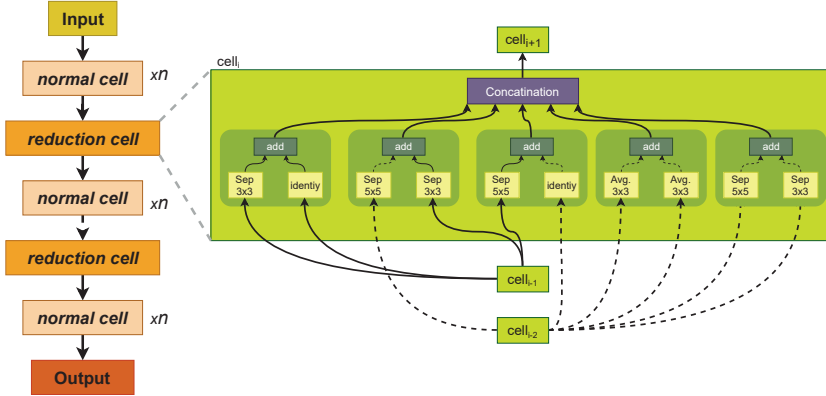 Input
normal cell xn
reduction cell
normal cell xn
reduction cell
normal cell xn
Output
cell_i+1
cell_i
Concatination
add add add add add
Sep 3x3
identiy
Sep 5x5
Sep 3x3
Sep 5x5
identiy
Avg. 3x3
Avg. 3x3
Sep 5x5
Sep 3x3
cell_i-1
cell_i-2